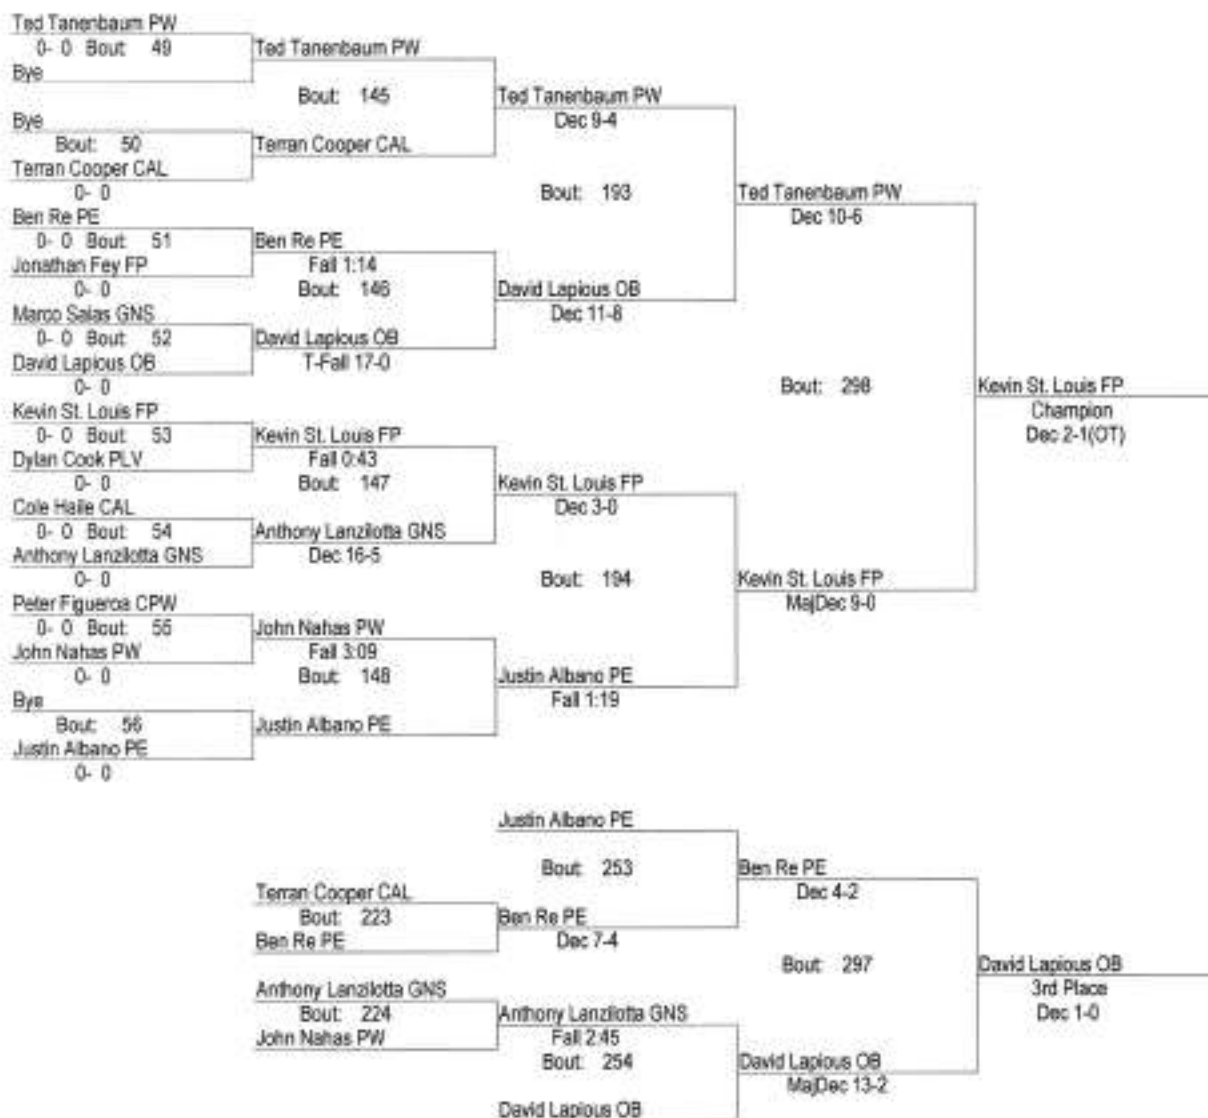 Ted Tanenbaum PW
0- 0 Bout: 49
Bye
Ted Tanenbaum PW
Bout: 145
Bye
Bout: 50
Terran Cooper CAL
0- 0
Terran Cooper CAL
Ted Tanenbaum PW
Dec 9-4
Bout: 193
Ben Re PE
0- 0 Bout: 51
Jonathan Fey FP
0- 0
Ben Re PE
Fall 1:14
Bout: 146
Marco Salas GNS
0- 0 Bout: 52
David Lapious OB
0- 0
David Lapious OB
T-Fall 17-0
David Lapious OB
Dec 11-8
Ted Tanenbaum PW
Dec 10-6
Bout: 298
Kevin St. Louis FP
Champion
Dec 2-1(OT)
Kevin St. Louis FP
0- 0 Bout: 53
Dylan Cook PLV
0- 0
Kevin St. Louis FP
Fall 0:43
Bout: 147
Cole Haile CAL
0- 0 Bout: 54
Anthony Lanzilotta GNS
0- 0
Anthony Lanzilotta GNS
Dec 16-5
Kevin St. Louis FP
Dec 3-0
Bout: 194
Kevin St. Louis FP
MajDec 9-0
Peter Figueroa CPW
0- 0 Bout: 55
John Nahas PW
0- 0
John Nahas PW
Fall 3:09
Bout: 148
Bye
Bout: 56
Justin Albano PE
0- 0
Justin Albano PE
Justin Albano PE
Fall 1:19
Justin Albano PE
Bout: 253
Terran Cooper CAL
Bout: 223
Ben Re PE
Ben Re PE
Dec 7-4
Ben Re PE
Dec 4-2
Bout: 297
David Lapious OB
3rd Place
Dec 1-0
Anthony Lanzilotta GNS
Bout: 224
John Nahas PW
Anthony Lanzilotta GNS
Fall 2:45
Bout: 254
David Lapious OB
David Lapious OB
MajDec 13-2